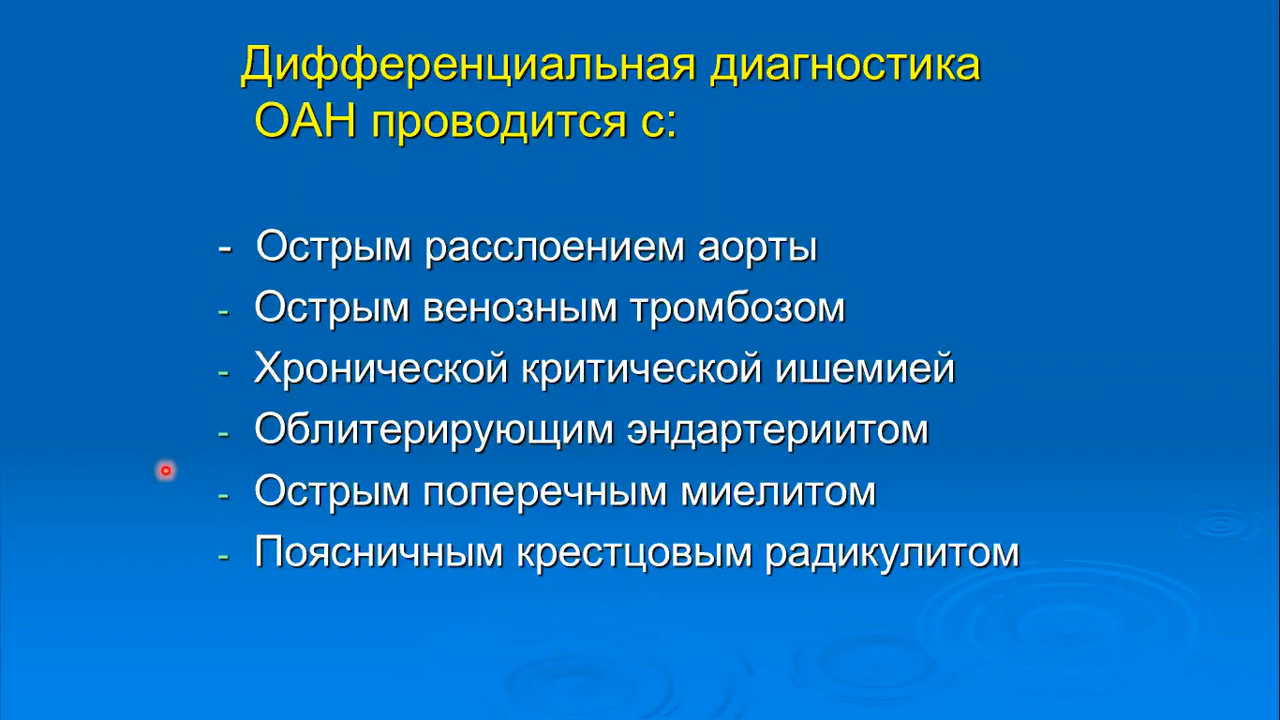 Дифференциальная диагностика
ОАН проводится с:
- Острым расслоением аорты
- Острым венозным тромбозом
- Хронической критической ишемией
- Облитерирующим эндартериитом
- Острым поперечным миелитом
- Поясничным крестцовым радикулитом